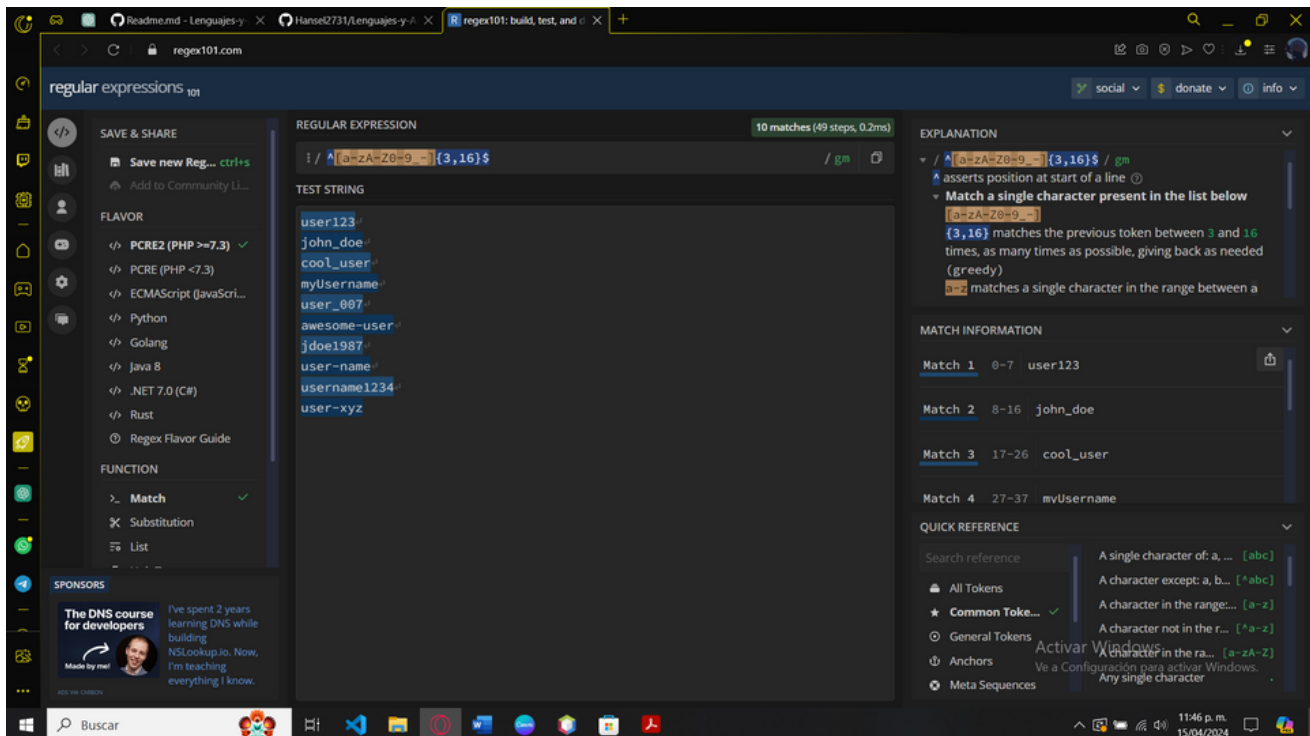 Readme.md - Lenguajes-y-
Hansel2731/Lenguajes-y-A
regex101: build, test, and d
regex101.com
regular expressions 101
social
$ donate
info
SAVE & SHARE
Save new Reg... ctrl+s
Add to Community Li...
FLAVOR
</> PCRE2 (PHP >=7.3)
</> PCRE (PHP <7.3)
</> ECMAScript (JavaScri...
</> Python
</> Golang
</> Java 8
</> .NET 7.0 (C#)
</> Rust
Regex Flavor Guide
FUNCTION
>_ Match
Substitution
List
SPONSORS
The DNS course for developers
Made by me!
I've spent 2 years
learning DNS while
building
NSLookup.io. Now,
I'm teaching
everything I know.
ADS VIA CARBON
REGULAR EXPRESSION
10 matches (49 steps, 0.2ms)
/ ^[a-zA-Z0-9_-]{3,16}$ / gm
TEST STRING
user123
john_doe
cool_user
myUsername
user_007
awesome-user
jdoe1987
user-name
username1234
user-xyz
EXPLANATION
/ ^[a-zA-Z0-9_-]{3,16}$ / gm
^ asserts position at start of a line
Match a single character present in the list below
[a-zA-Z0-9_-]
{3,16} matches the previous token between 3 and 16
times, as many times as possible, giving back as needed
(greedy)
a-z matches a single character in the range between a
MATCH INFORMATION
Match 1 0-7 user123
Match 2 8-16 john_doe
Match 3 17-26 cool_user
Match 4 27-37 myUsername
QUICK REFERENCE
Search reference
All Tokens
Common Toke...
General Tokens
Anchors
Meta Sequences
A single character of: a, ... [abc]
A character except: a, b... [^abc]
A character in the range:... [a-z]
A character not in the r... [^a-z]
A character in the ra... [a-zA-Z]
Any single character .
Activar Windows
Ve a Configuración para activar Windows.
Buscar
11:46 p. m.
15/04/2024